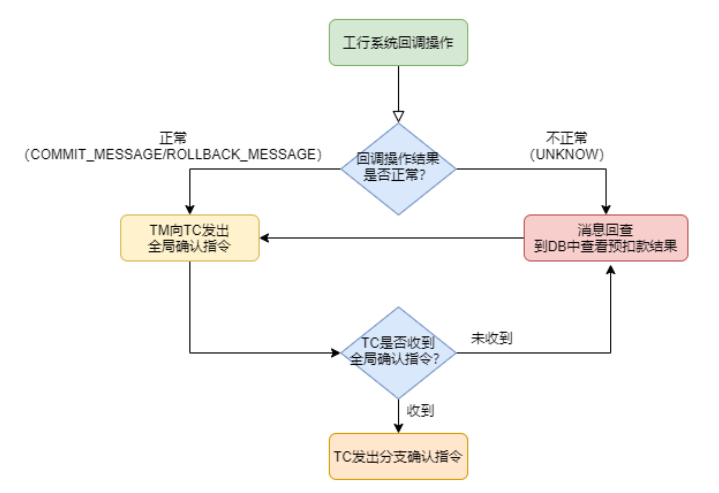 工行系统回调操作
正常
（COMMIT_MESSAGE/ROLLBACK_MESSAGE）
不正常
（UNKNOW）
回调操作结果
是否正常？
TM向TC发出
全局确认指令
消息回查
到DB中查看预扣款结果
TC是否收到
全局确认指令？
未收到
收到
TC发出分支确认指令